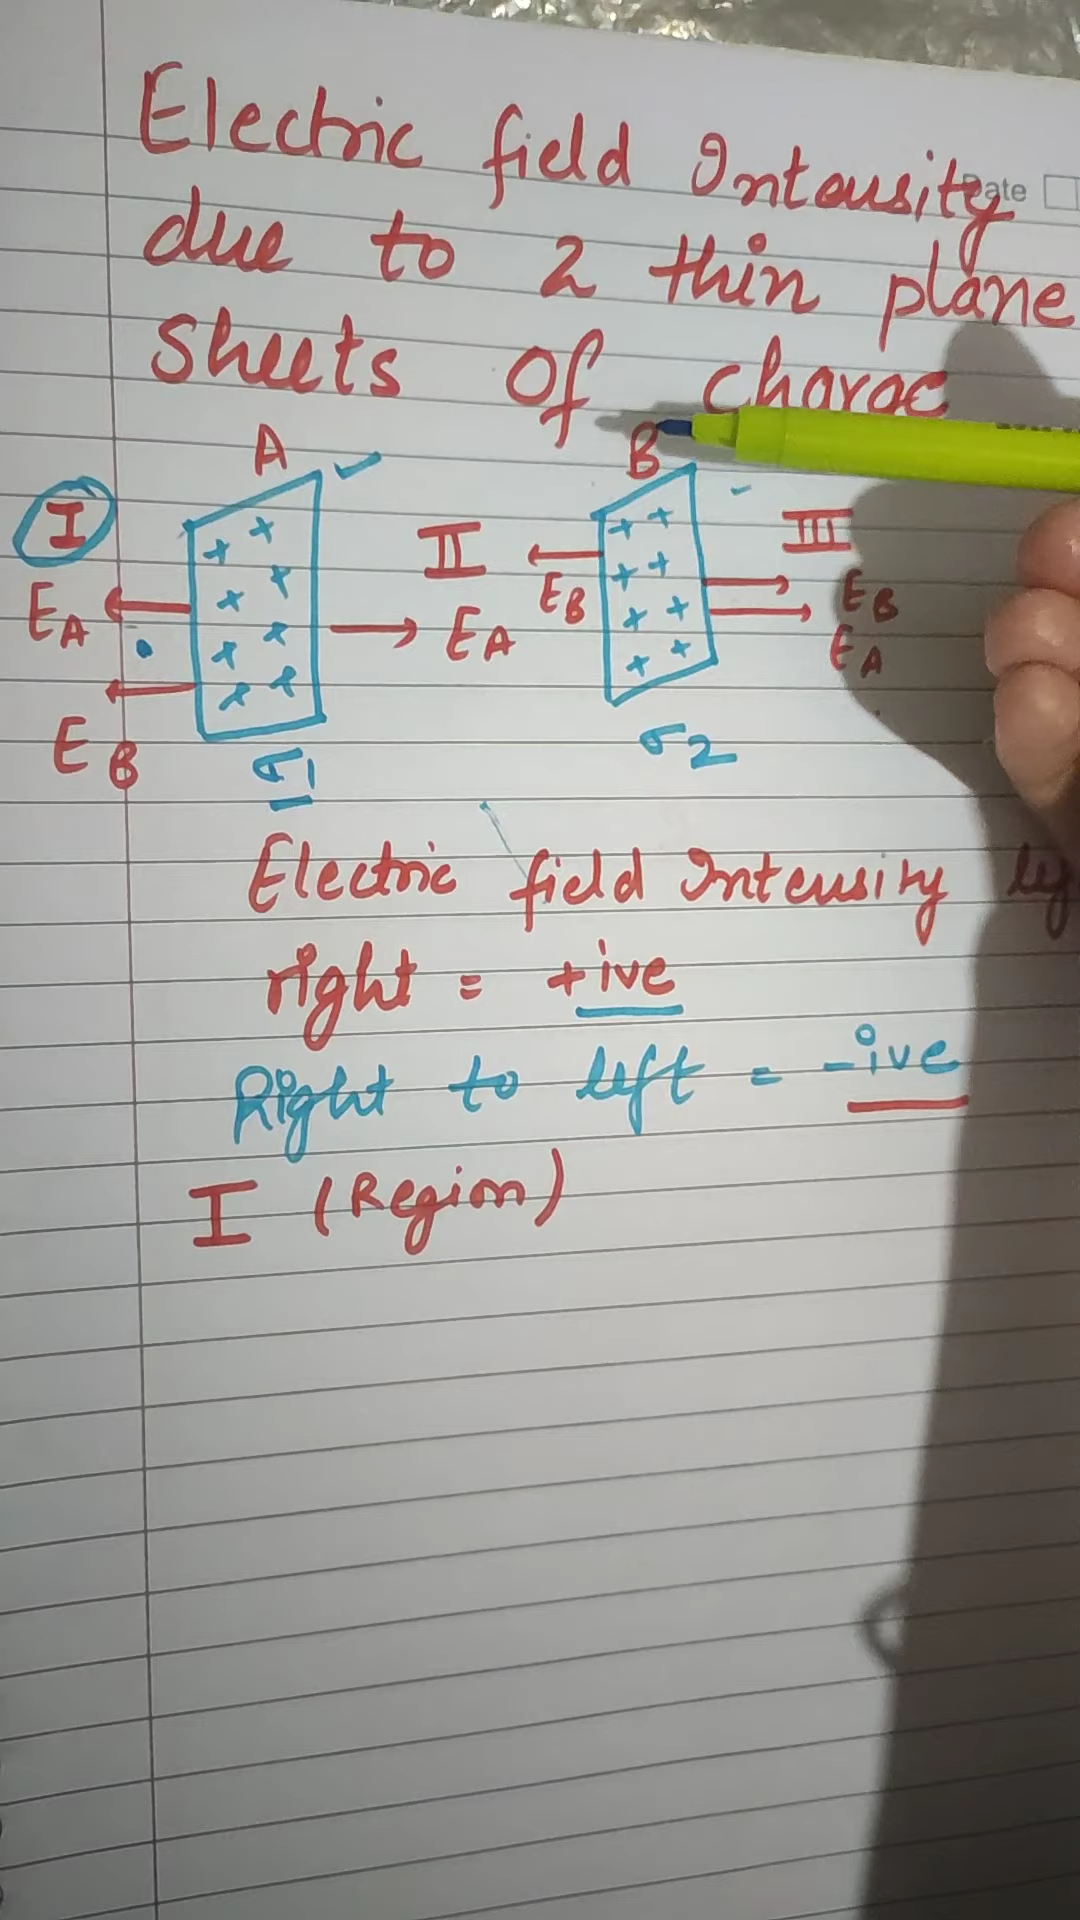 Electric field Intensity
Date
due to 2 thin plane
sheets of charge
A B
I II III
EA EB EB
EA EA
EB
σ1 σ2
Electric field Intensity
right = +ive
Right to left = -ive
I (Region)